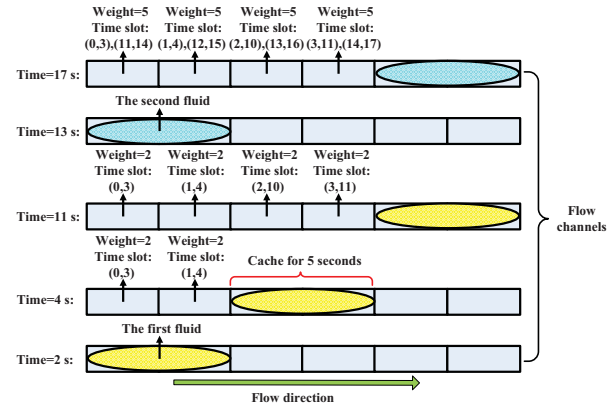 Weight=5 Weight=5 Weight=5 Weight=5
Time slot: Time slot: Time slot: Time slot:
(0,3),(11,14) (1,4),(12,15) (2,10),(13,16) (3,11),(14,17)
Time=17 s:
The second fluid
Time=13 s:
Weight=2 Weight=2 Weight=2 Weight=2
Time slot: Time slot: Time slot: Time slot:
(0,3) (1,4) (2,10) (3,11)
Time=11 s:
Flow
channels
Weight=2 Weight=2
Time slot: Time slot:
(0,3) (1,4)
Cache for 5 seconds
Time=4 s:
The first fluid
Time=2 s:
Flow direction